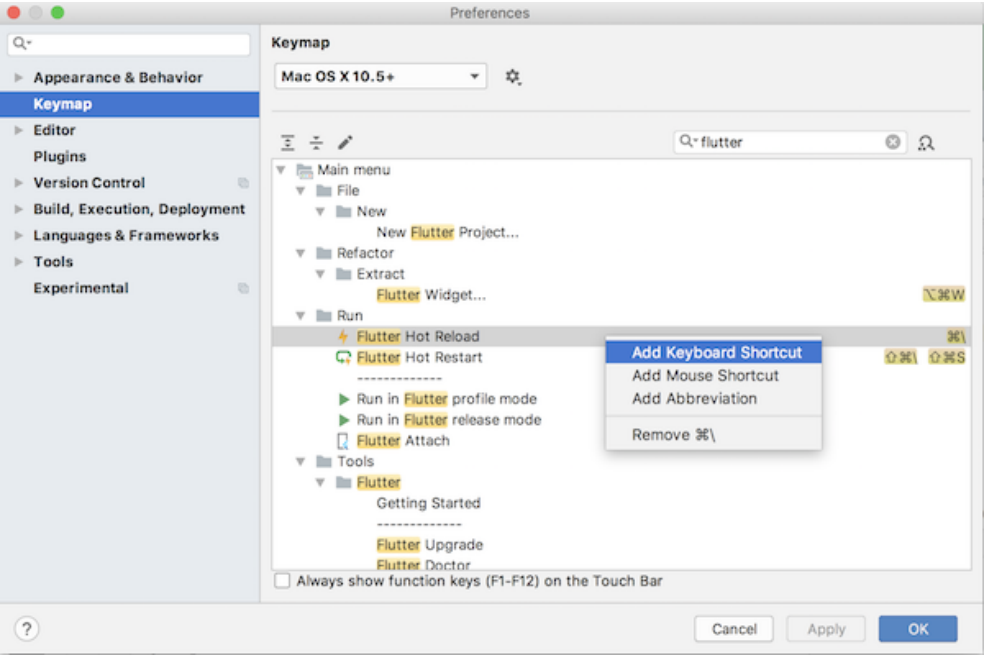 Preferences
Appearance & Behavior
Keymap
Editor
Plugins
Version Control
Build, Execution, Deployment
Languages & Frameworks
Tools
Experimental
Keymap
Mac OS X 10.5+
flutter
Main menu
File
New
New Flutter Project...
Refactor
Extract
Flutter Widget... ⌥⌘W
Run
Flutter Hot Reload ⌘\
Flutter Hot Restart ⇧⌘\ ⇧⌘S
-------------
Run in Flutter profile mode
Run in Flutter release mode
Flutter Attach
Tools
Flutter
Getting Started
-------------
Flutter Upgrade
Flutter Doctor
Add Keyboard Shortcut
Add Mouse Shortcut
Add Abbreviation
Remove ⌘\
Always show function keys (F1-F12) on the Touch Bar
?
Cancel Apply OK